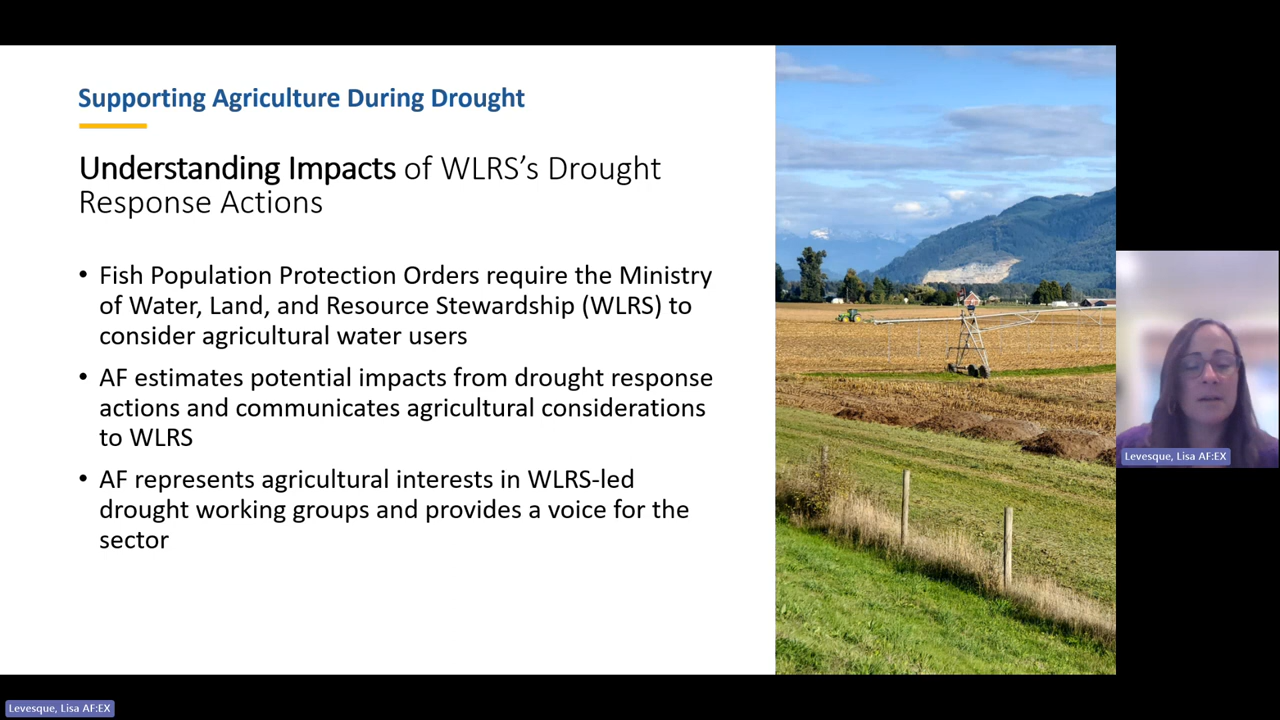 Supporting Agriculture During Drought
Understanding Impacts of WLRS’s Drought
Response Actions
• Fish Population Protection Orders require the Ministry
of Water, Land, and Resource Stewardship (WLRS) to
consider agricultural water users
• AF estimates potential impacts from drought response
actions and communicates agricultural considerations
to WLRS
• AF represents agricultural interests in WLRS-led
drought working groups and provides a voice for the
sector
Levesque, Lisa AF:EX
Levesque, Lisa AF:EX